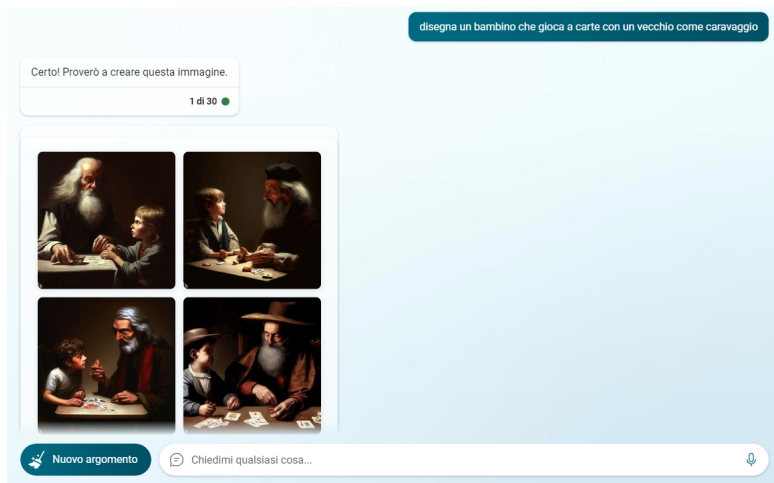 disegna un bambino che gioca a carte con un vecchio come caravaggio
Certo! Proverò a creare questa immagine.
1 di 30
Nuovo argomento
Chiedimi qualsiasi cosa...